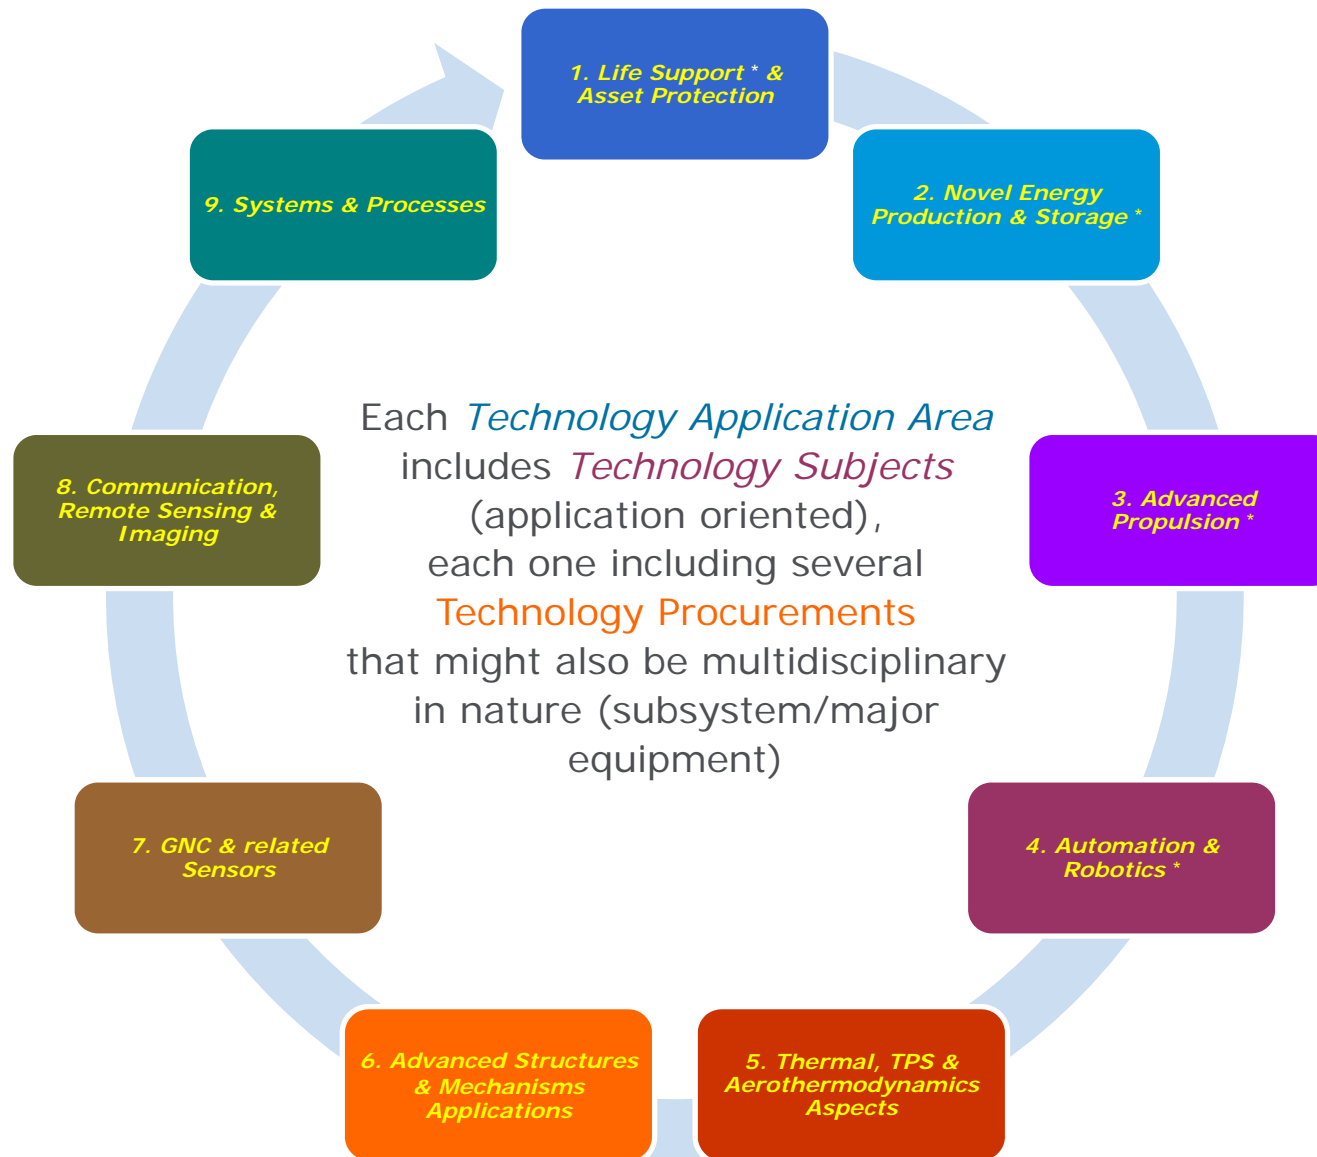 1. Life Support * &
Asset Protection
2. Novel Energy
Production & Storage *
3. Advanced
Propulsion *
4. Automation &
Robotics *
5. Thermal, TPS &
Aerothermodynamics
Aspects
6. Advanced Structures
& Mechanisms
Applications
7. GNC & related
Sensors
8. Communication,
Remote Sensing &
Imaging
9. Systems & Processes
Each Technology Application Area
includes Technology Subjects
(application oriented),
each one including several
Technology Procurements
that might also be multidisciplinary
in nature (subsystem/major
equipment)